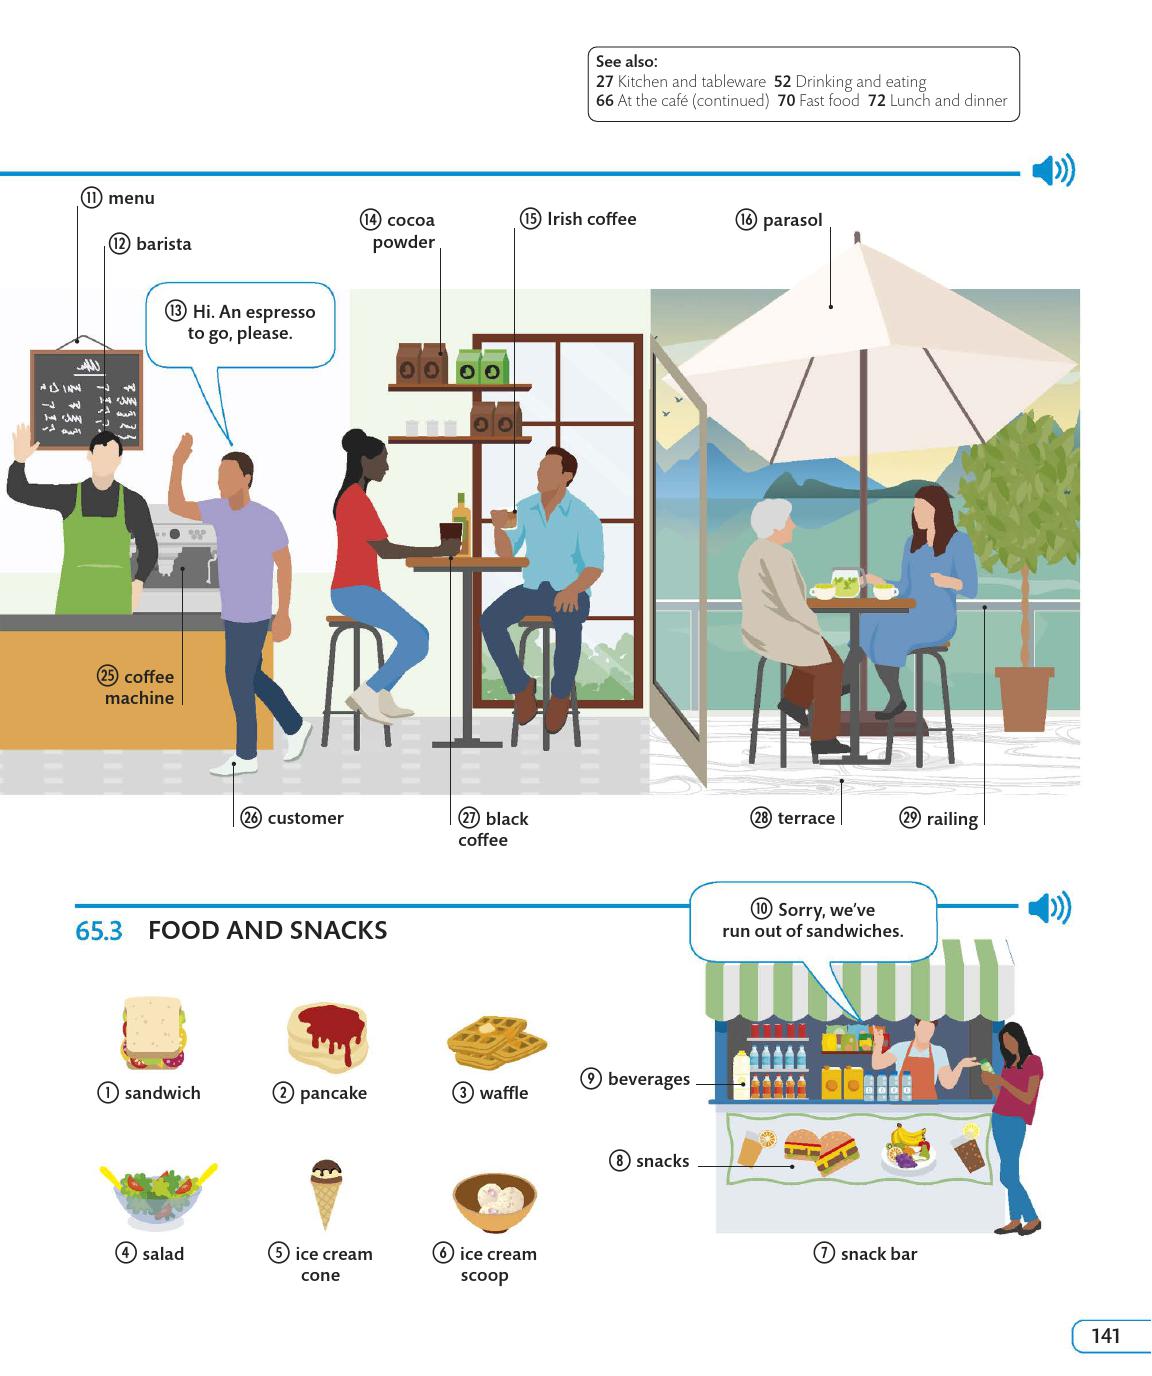 See also:
27 Kitchen and tableware 52 Drinking and eating
66 At the café (continued) 70 Fast food 72 Lunch and dinner
11 menu
12 barista
13 Hi. An espresso
to go, please.
14 cocoa
powder
15 Irish coffee
16 parasol
25 coffee
machine
26 customer
27 black
coffee
28 terrace
29 railing
65.3 FOOD AND SNACKS
1 sandwich
2 pancake
3 waffle
4 salad
5 ice cream
cone
6 ice cream
scoop
10 Sorry, we've
run out of sandwiches.
9 beverages
8 snacks
7 snack bar
141